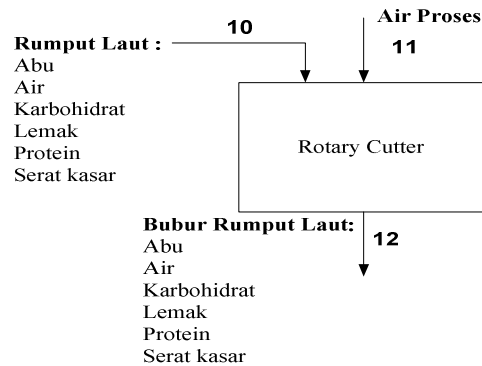 Air Proses
10
11
Rumput Laut :
Abu
Air
Karbohidrat
Lemak
Protein
Serat kasar
Rotary Cutter
Bubur Rumput Laut:
12
Abu
Air
Karbohidrat
Lemak
Protein
Serat kasar